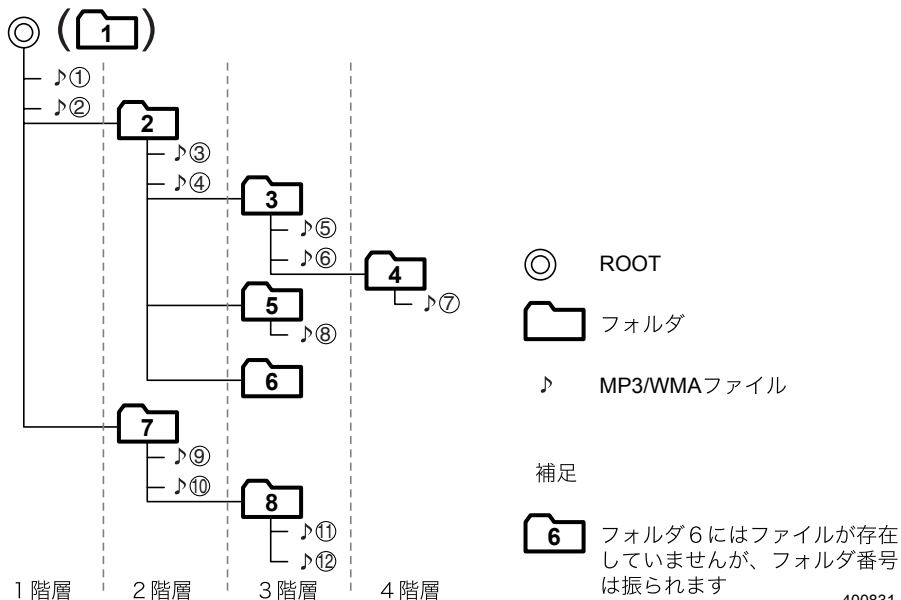 (1)
♪①
♪②
2
♪③
♪④
3
♪⑤
♪⑥
4
♪⑦
5
♪⑧
6
7
♪⑨
♪⑩
8
♪⑪
♪⑫
1階層 2階層 3階層 4階層
ROOT
フォルダ
♪ MP3/WMAファイル
補足
6 フォルダ6にはファイルが存在
していませんが、フォルダ番号
は振られます
400831